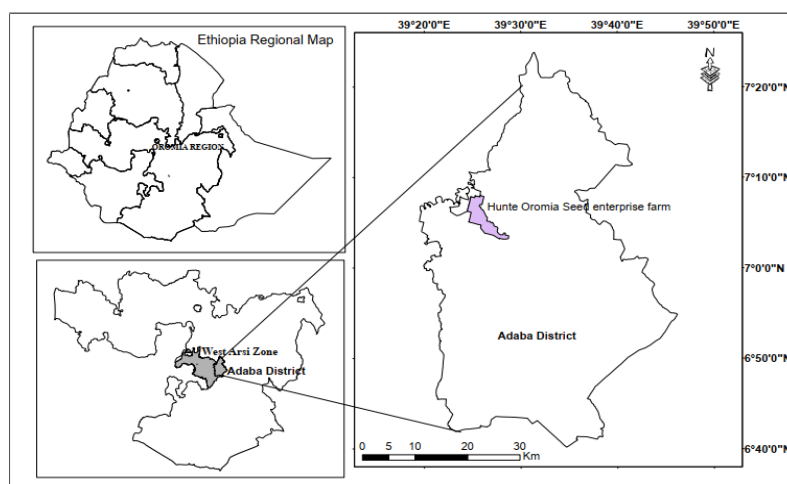 Ethiopia Regional Map
OROMIA REGION
West Arsi Zone
Adaba District
39°20'0"E 39°30'0"E 39°40'0"E 39°50'0"E
N
7°20'0"N
7°10'0"N
Hunte Oromia Seed enterprise farm
7°0'0"N
Adaba District
6°50'0"N
6°40'0"N
0 5 10 20 30
Km